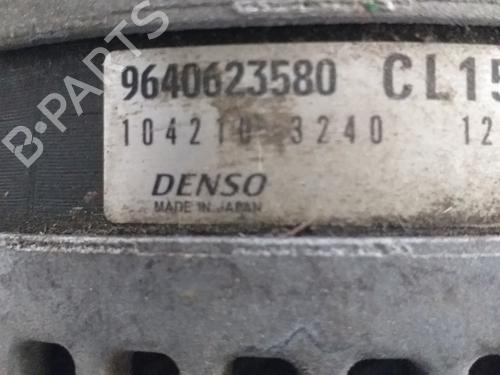 9640623580 CL15
104210-3240 12
DENSO
MADE IN JAPAN
B-PARTS